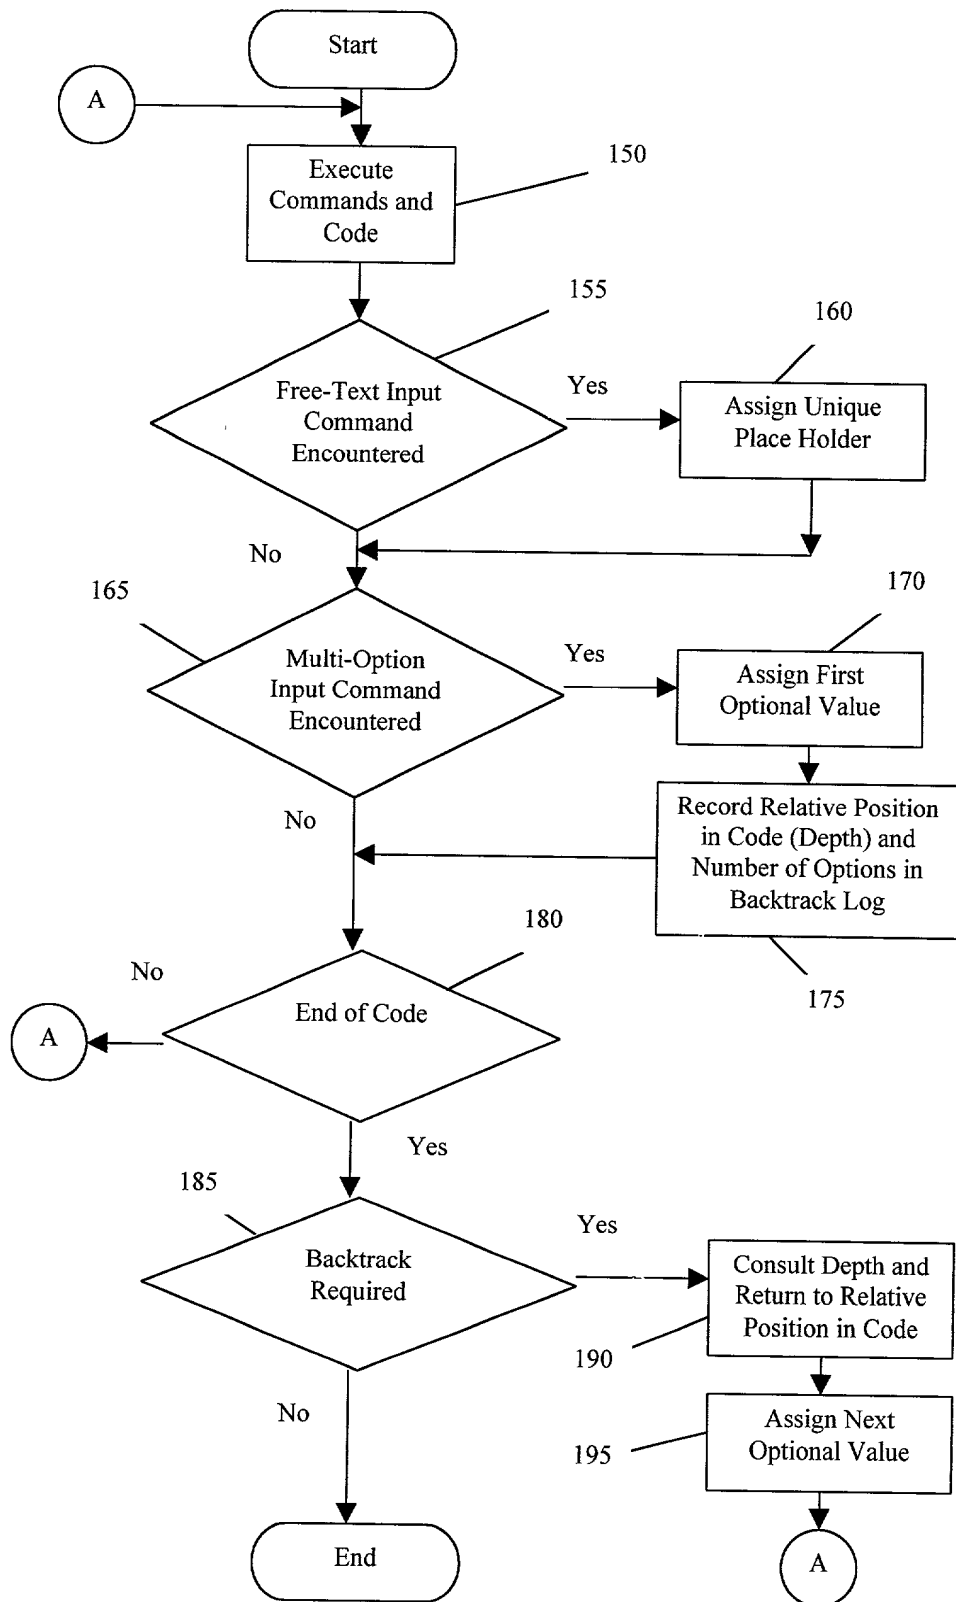 Start
A
Execute
Commands and
Code
150
155
Free-Text Input
Command
Encountered
Yes
160
Assign Unique
Place Holder
No
165
Multi-Option
Input Command
Encountered
Yes
170
Assign First
Optional Value
No
Record Relative Position
in Code (Depth) and
Number of Options in
Backtrack Log
175
180
End of Code
No
A
Yes
185
Backtrack
Required
Yes
Consult Depth and
Return to Relative
Position in Code
190
No
Assign Next
Optional Value
195
End
A